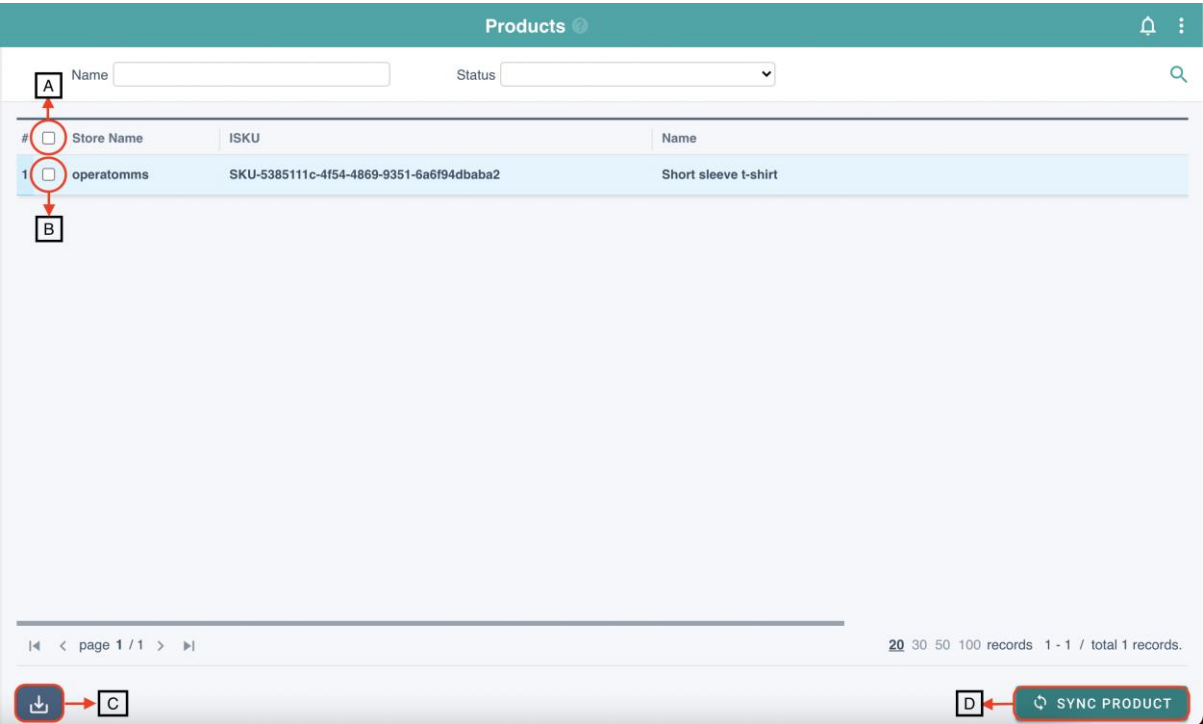 Products ?
Name Status
A
# Store Name ISKU Name
1 operatomms SKU-5385111c-4f54-4869-9351-6a6f94dbaba2 Short sleeve t-shirt
B
page 1 / 1 20 30 50 100 records 1 - 1 / total 1 records.
C D SYNC PRODUCT